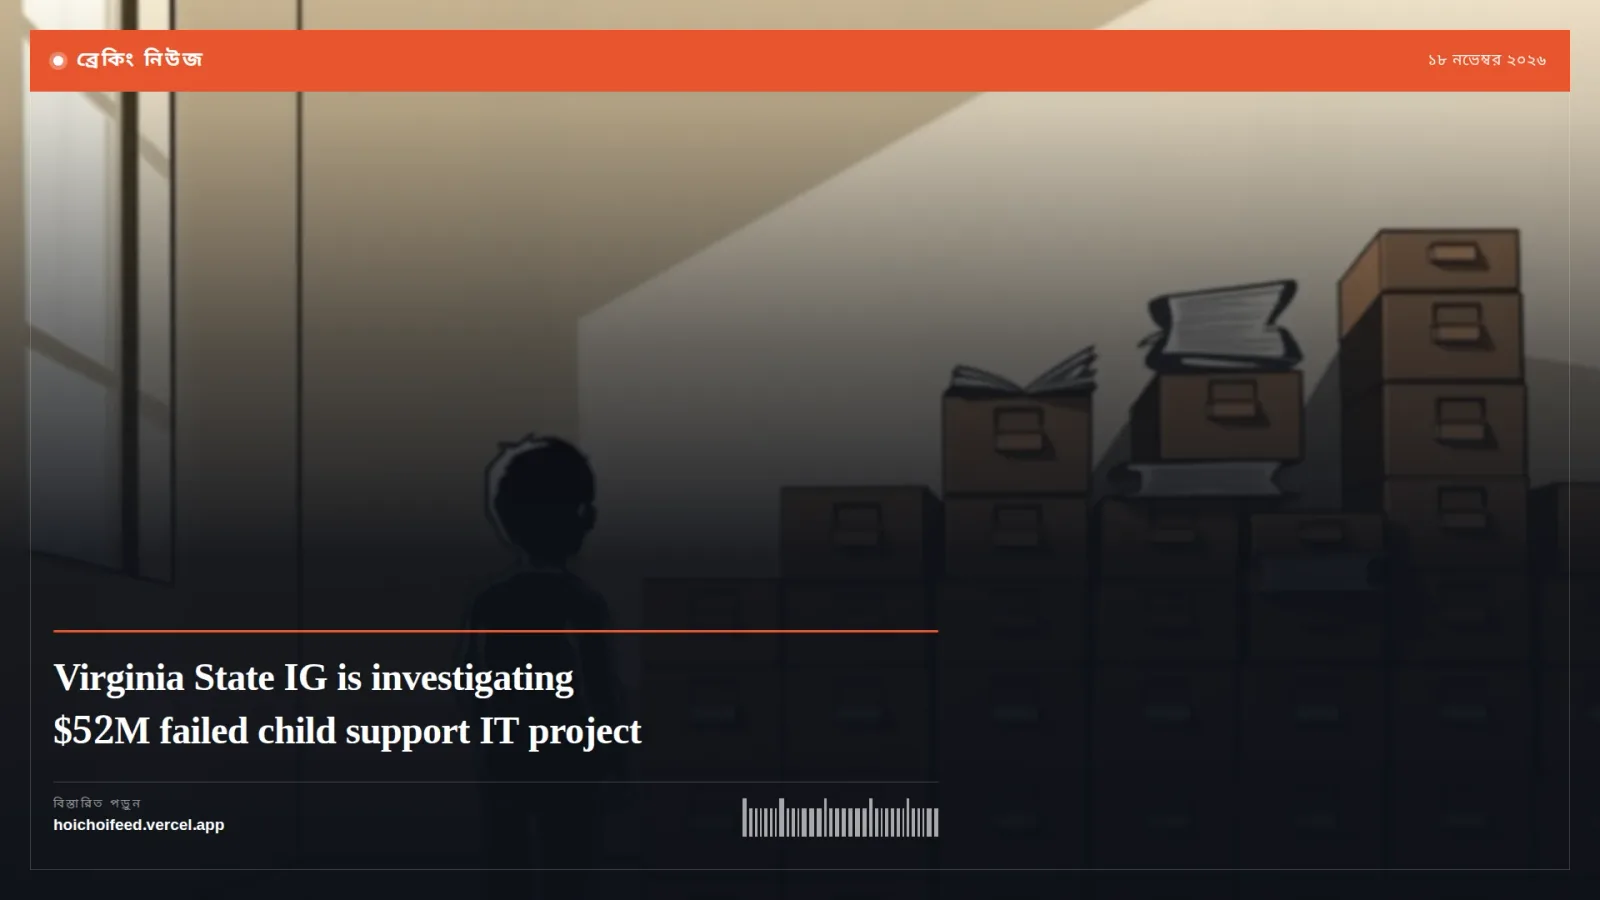 ব্রেকিং নিউজ
১৮ নভেম্বর ২০২৬
Virginia State IG is investigating
$52M failed child support IT project
বিস্তারিত পড়ুন
hoichoifeed.vercel.app